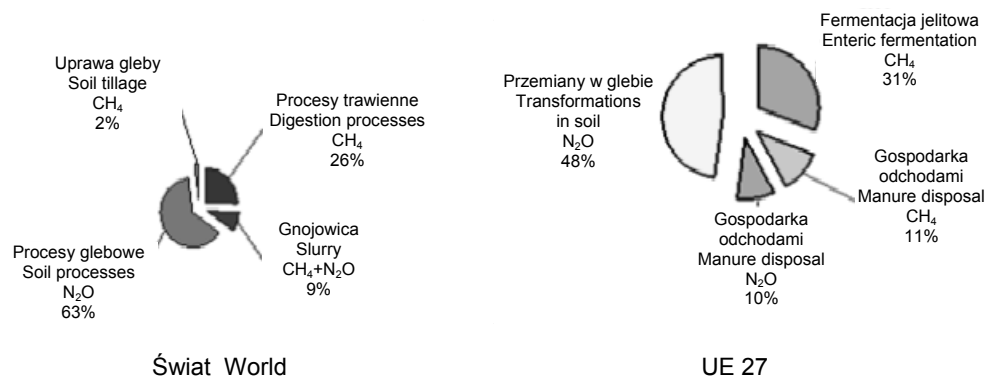 Uprawa gleby
Soil tillage
CH₄
2%
Procesy trawienne
Digestion processes
CH₄
26%
Gnojowica
Slurry
CH₄+N₂O
9%
Procesy glebowe
Soil processes
N₂O
63%
Świat World
Fermentacja jelitowa
Enteric fermentation
CH₄
31%
Przemiany w glebie
Transformations
in soil
N₂O
48%
Gospodarka
odchodami
Manure disposal
CH₄
11%
Gospodarka
odchodami
Manure disposal
N₂O
10%
UE 27